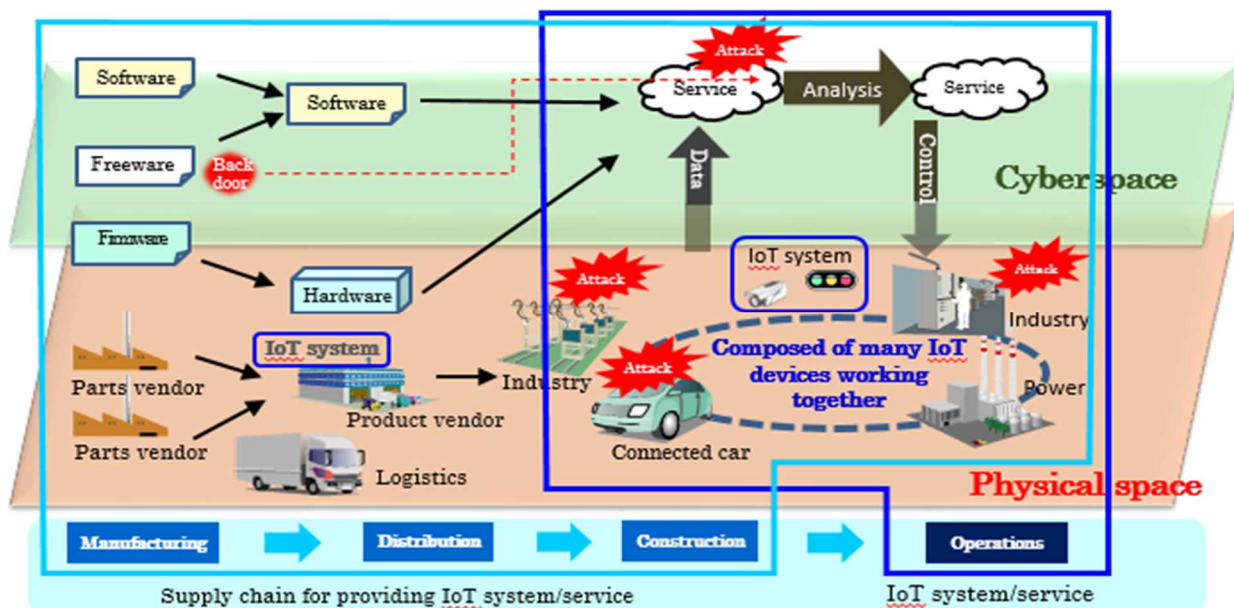 Attack
Software
Service
Analysis
Service
Software
Freeware
Back
door
Data
Control
Cyberspace
Firmware
IoT system
Attack
Attack
Hardware
Industry
IoT system
Attack
Composed of many IoT
devices working
together
Industry
Parts vendor
Product vendor
Power
Parts vendor
Connected car
Logistics
Physical space
Manufacturing
Distribution
Construction
Operations
Supply chain for providing IoT system/service
IoT system/service